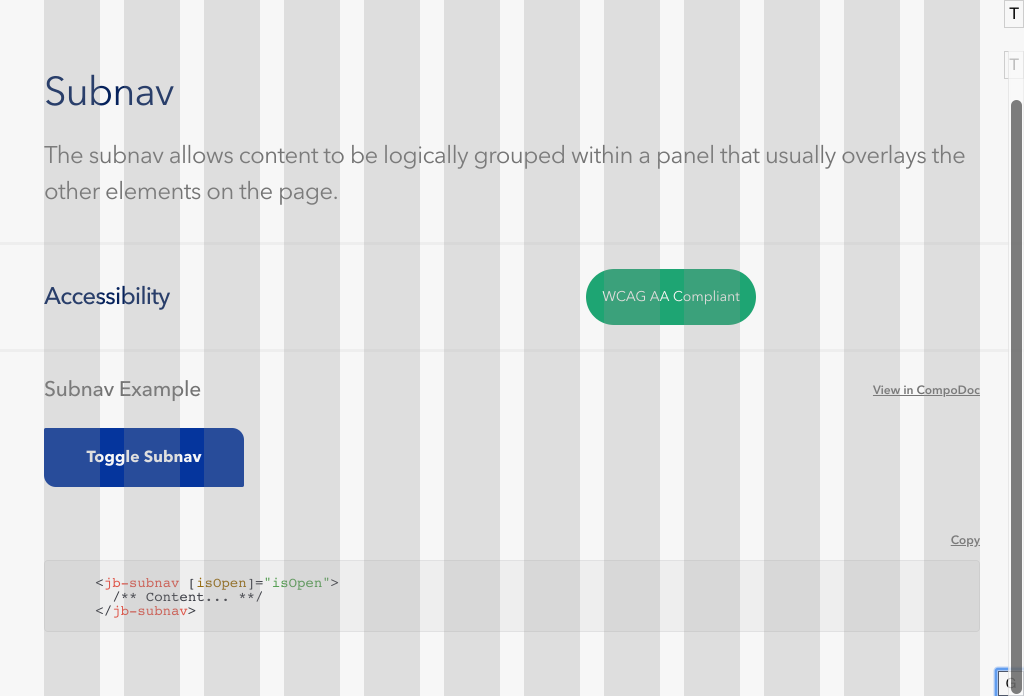 T
T
Subnav
The subnav allows content to be logically grouped within a panel that usually overlays the
other elements on the page.
Accessibility
WCAG AA Compliant
Subnav Example
View in CompoDoc
Toggle Subnav
Copy
<jb-subnav [isOpen]="isOpen">
  /** Content... **/
</jb-subnav>
G